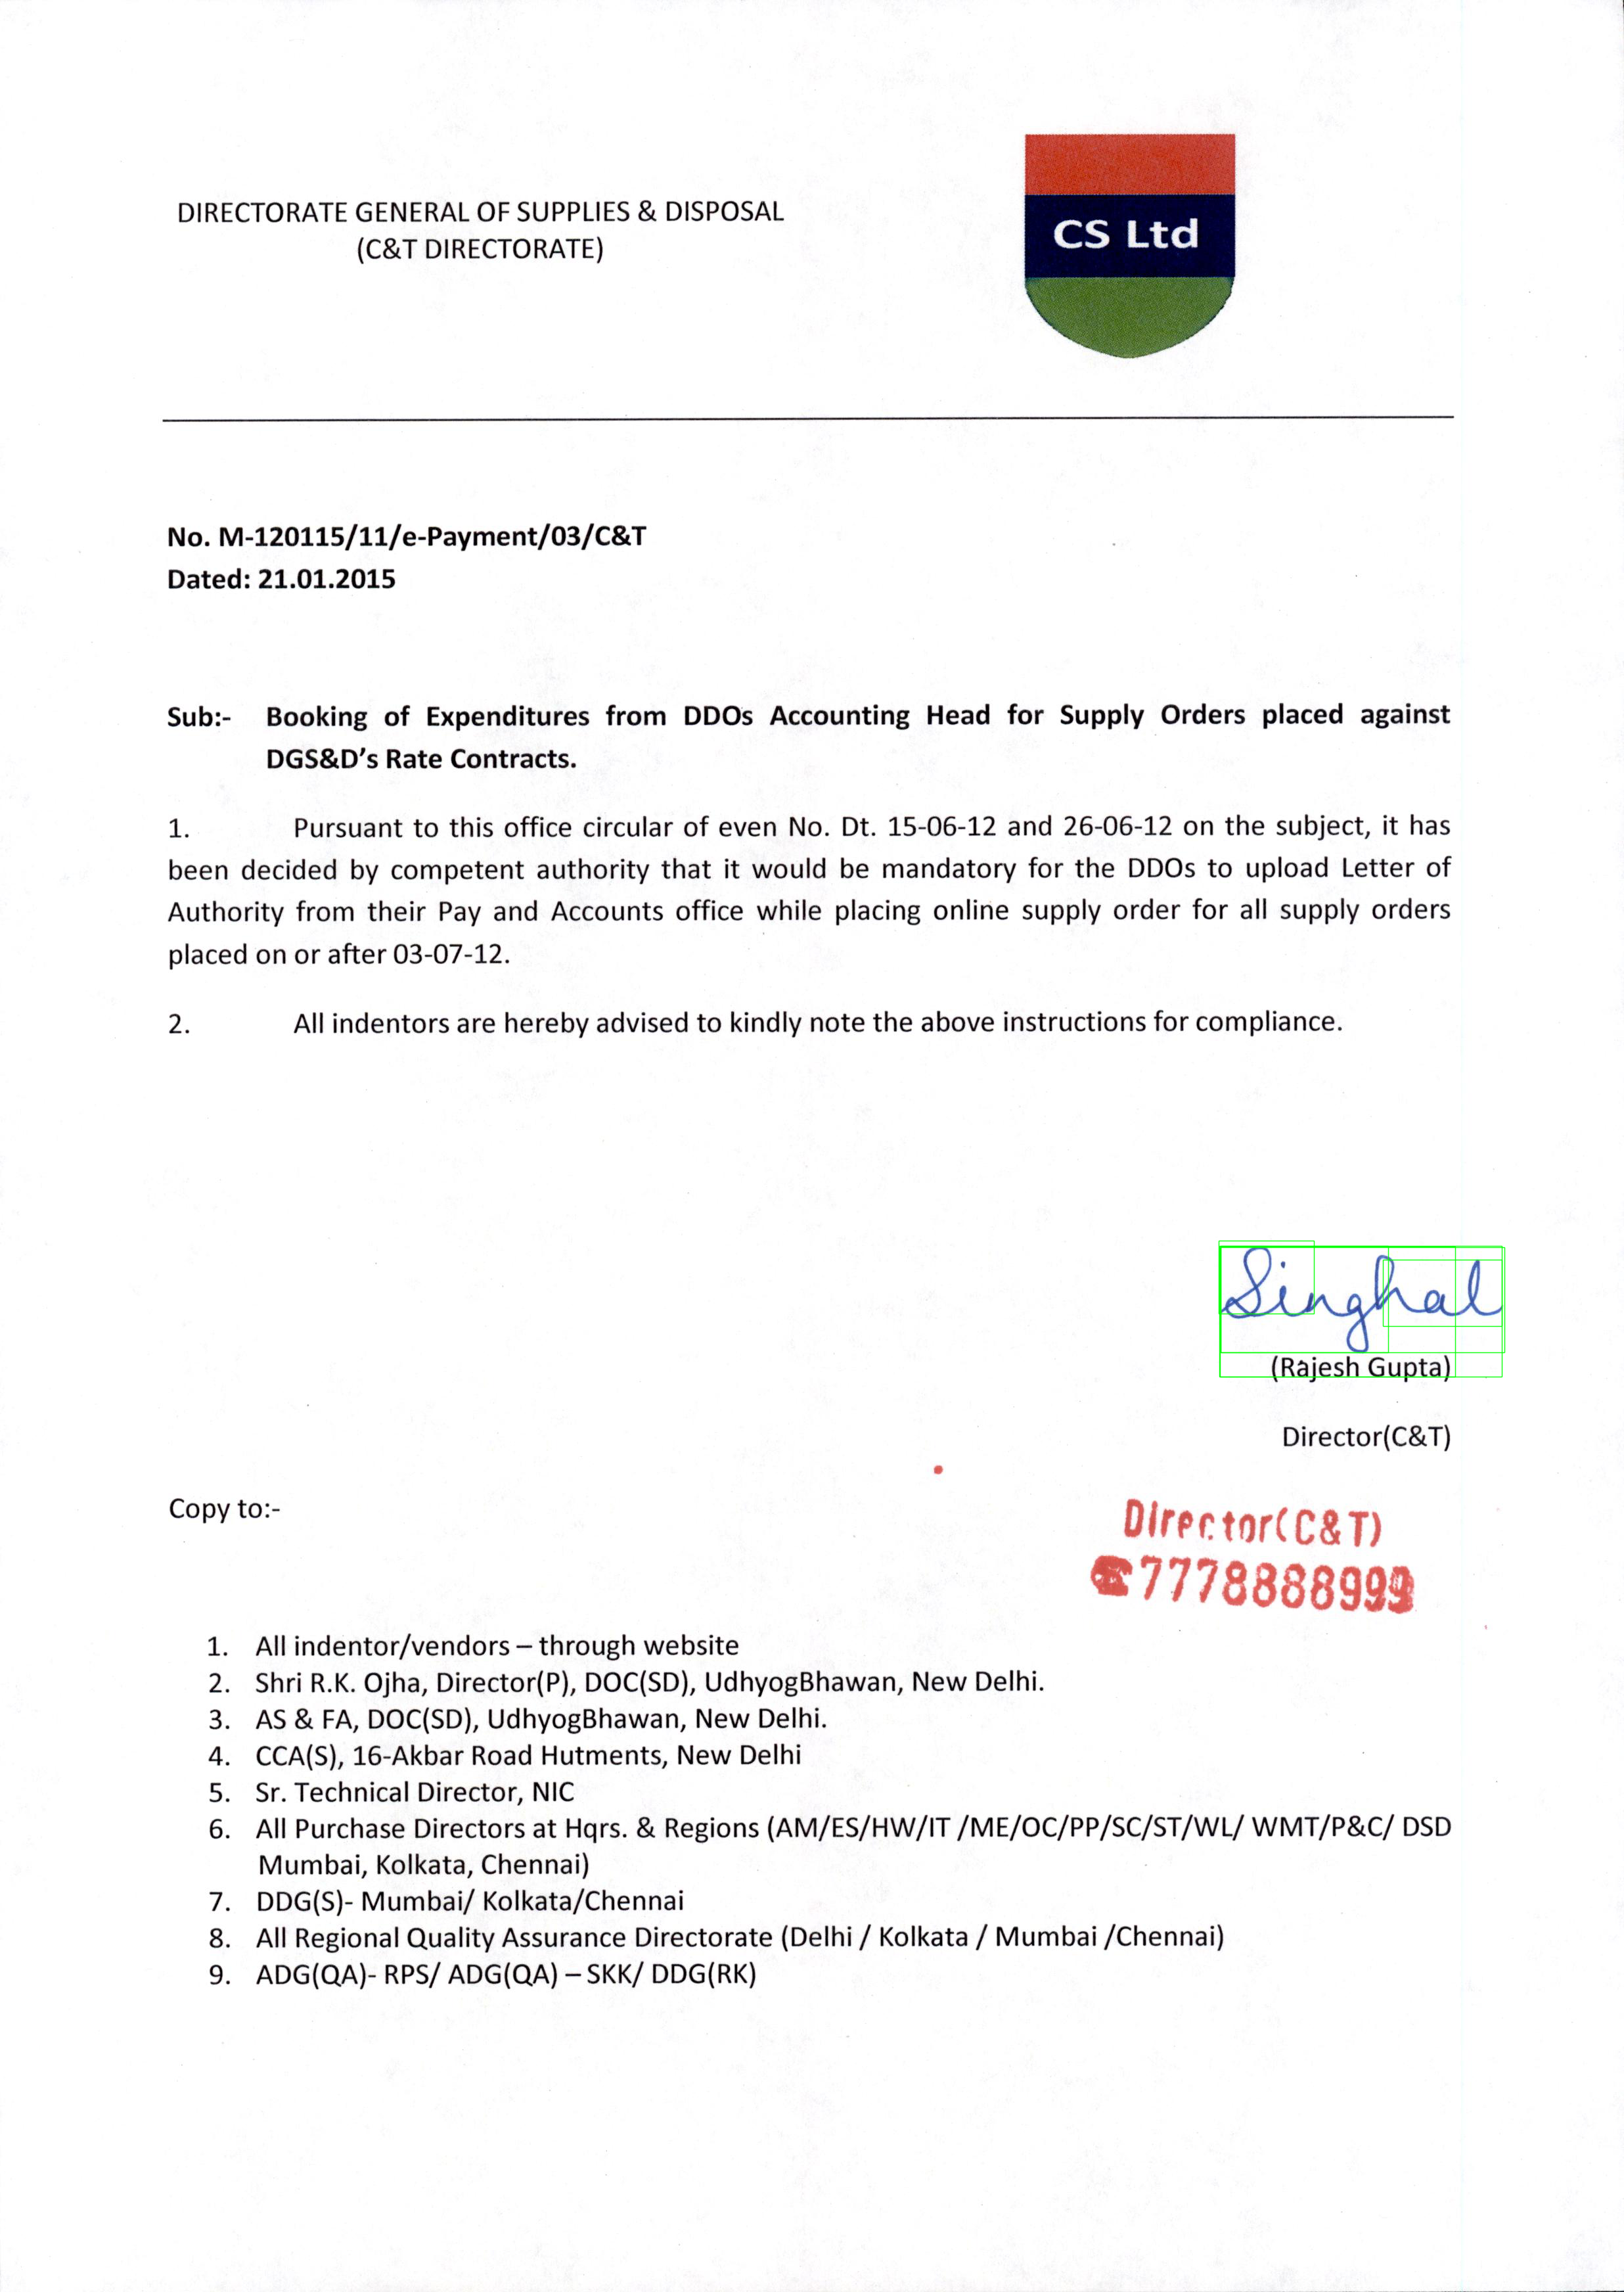 DIRECTORATE GENERAL OF SUPPLIES & DISPOSAL
(C&T DIRECTORATE)
CS Ltd
No. M-120115/11/e-Payment/03/C&T
Dated: 21.01.2015
Sub:- Booking of Expenditures from DDOs Accounting Head for Supply Orders placed against
DGS&D’s Rate Contracts.
1. Pursuant to this office circular of even No. Dt. 15-06-12 and 26-06-12 on the subject, it has
been decided by competent authority that it would be mandatory for the DDOs to upload Letter of
Authority from their Pay and Accounts office while placing online supply order for all supply orders
placed on or after 03-07-12.
2. All indentors are hereby advised to kindly note the above instructions for compliance.
Singhal
(Rajesh Gupta)
Director(C&T)
Copy to:-
Director(C&T)
☎7778888999
1. All indentor/vendors – through website
2. Shri R.K. Ojha, Director(P), DOC(SD), UdhyogBhawan, New Delhi.
3. AS & FA, DOC(SD), UdhyogBhawan, New Delhi.
4. CCA(S), 16-Akbar Road Hutments, New Delhi
5. Sr. Technical Director, NIC
6. All Purchase Directors at Hqrs. & Regions (AM/ES/HW/IT /ME/OC/PP/SC/ST/WL/ WMT/P&C/ DSD
Mumbai, Kolkata, Chennai)
7. DDG(S)- Mumbai/ Kolkata/Chennai
8. All Regional Quality Assurance Directorate (Delhi / Kolkata / Mumbai /Chennai)
9. ADG(QA)- RPS/ ADG(QA) – SKK/ DDG(RK)